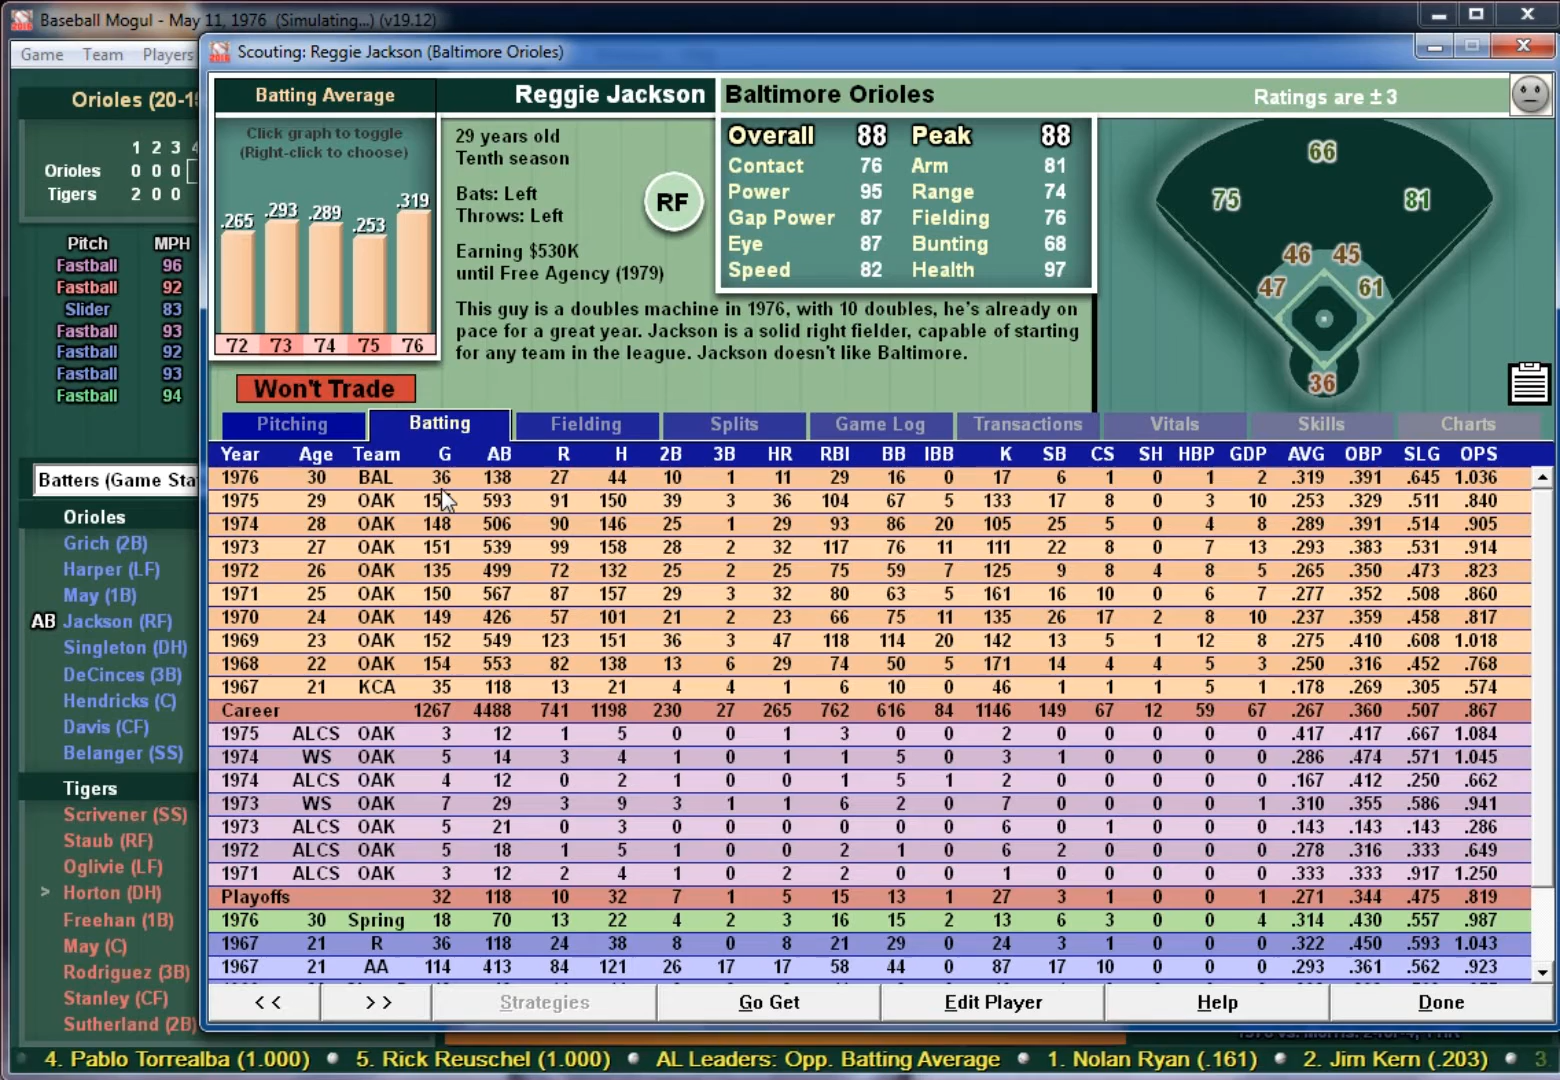 Baseball Mogul - May 11, 1976 (Simulating...) (v19.12)
Game Team Players
Scouting: Reggie Jackson (Baltimore Orioles)
Orioles (20-1
1 2 3 4
Orioles 0 0 0
Tigers 2 0 0
Pitch MPH
Fastball 96
Fastball 92
Slider 83
Fastball 93
Fastball 92
Fastball 93
Fastball 94
Batters (Game Sta
Orioles
Grich (2B)
Harper (LF)
May (1B)
AB Jackson (RF)
Singleton (DH)
DeCinces (3B)
Hendricks (C)
Davis (CF)
Belanger (SS)
Tigers
Scrivener (SS)
Staub (RF)
Oglivie (LF)
> Horton (DH)
Freehan (1B)
May (C)
Rodriguez (3B)
Stanley (CF)
Sutherland (2B)
Batting Average
Click graph to toggle
(Right-click to choose)
.265 .293 .289 .253 .319
'72 '73 '74 '75 '76
Won't Trade
Reggie Jackson
29 years old
Tenth season
Bats: Left
Throws: Left
Earning $530K
until Free Agency (1979)
RF
Baltimore Orioles
Ratings are ± 3
Overall 88 Peak 88
Contact 76 Arm 81
Power 95 Range 74
Gap Power 87 Fielding 76
Eye 87 Bunting 68
Speed 82 Health 97
This guy is a doubles machine in 1976, with 10 doubles, he's already on
pace for a great year. Jackson is a solid right fielder, capable of starting
for any team in the league. Jackson doesn't like Baltimore.
66
75 81
46 45
47 61
36
Pitching Batting Fielding Splits Game Log Transactions Vitals Skills Charts
Year Age Team G AB R H 2B 3B HR RBI BB IBB K SB CS SH HBP GDP AVG OBP SLG OPS
1976 30 BAL 36 138 27 44 10 1 11 29 16 0 17 6 1 0 1 2 .319 .391 .645 1.036
1975 29 OAK 593 91 150 39 3 36 104 67 5 133 17 8 0 3 10 .253 .329 .511 .840
1974 28 OAK 148 506 90 146 25 1 29 93 86 20 105 25 5 0 4 8 .289 .391 .514 .905
1973 27 OAK 151 539 99 158 28 2 32 117 76 11 111 22 8 0 7 13 .293 .383 .531 .914
1972 26 OAK 135 499 72 132 25 2 25 75 59 7 125 9 8 4 8 5 .265 .350 .473 .823
1971 25 OAK 150 567 87 157 29 3 32 80 63 5 161 16 10 0 6 7 .277 .352 .508 .860
1970 24 OAK 149 426 57 101 21 2 23 66 75 11 135 26 17 2 8 10 .237 .359 .458 .817
1969 23 OAK 152 549 123 151 36 3 47 118 114 20 142 13 5 1 12 8 .275 .410 .608 1.018
1968 22 OAK 154 553 82 138 13 6 29 74 50 5 171 14 4 4 5 3 .250 .316 .452 .768
1967 21 KCA 35 118 13 21 4 4 1 6 10 0 46 1 1 1 5 1 .178 .269 .305 .574
Career 1267 4488 741 1198 230 27 265 762 616 84 1146 149 67 12 59 67 .267 .360 .507 .867
1975 ALCS OAK 3 12 1 5 0 0 1 3 0 0 2 0 0 0 0 0 .417 .417 .667 1.084
1974 WS OAK 5 14 3 4 1 0 1 1 5 0 3 1 0 0 0 0 .286 .474 .571 1.045
1974 ALCS OAK 4 12 0 2 1 0 0 1 5 1 2 0 0 0 0 0 .167 .412 .250 .662
1973 WS OAK 7 29 3 9 3 1 1 6 2 0 7 0 0 0 0 1 .310 .355 .586 .941
1973 ALCS OAK 5 21 0 3 0 0 0 0 0 0 6 0 1 0 0 0 .143 .143 .143 .286
1972 ALCS OAK 5 18 1 5 1 0 0 2 1 0 6 2 0 0 0 0 .278 .316 .333 .649
1971 ALCS OAK 3 12 2 4 1 0 2 2 0 0 1 0 0 0 0 0 .333 .333 .917 1.250
Playoffs 32 118 10 32 7 1 5 15 13 1 27 3 1 0 0 1 .271 .344 .475 .819
1976 30 Spring 18 70 13 22 4 2 3 16 15 2 13 6 3 0 0 4 .314 .430 .557 .987
1967 21 R 36 118 24 38 8 0 8 21 29 0 24 3 1 0 0 0 .322 .450 .593 1.043
1967 21 AA 114 413 84 121 26 17 17 58 44 0 87 17 10 0 0 0 .293 .361 .562 .923
<< >> Strategies Go Get Edit Player Help Done
4. Pablo Torrealba (1.000) 5. Rick Reuschel (1.000) AL Leaders: Opp. Batting Average 1. Nolan Ryan (.161) 2. Jim Kern (.203) 3.